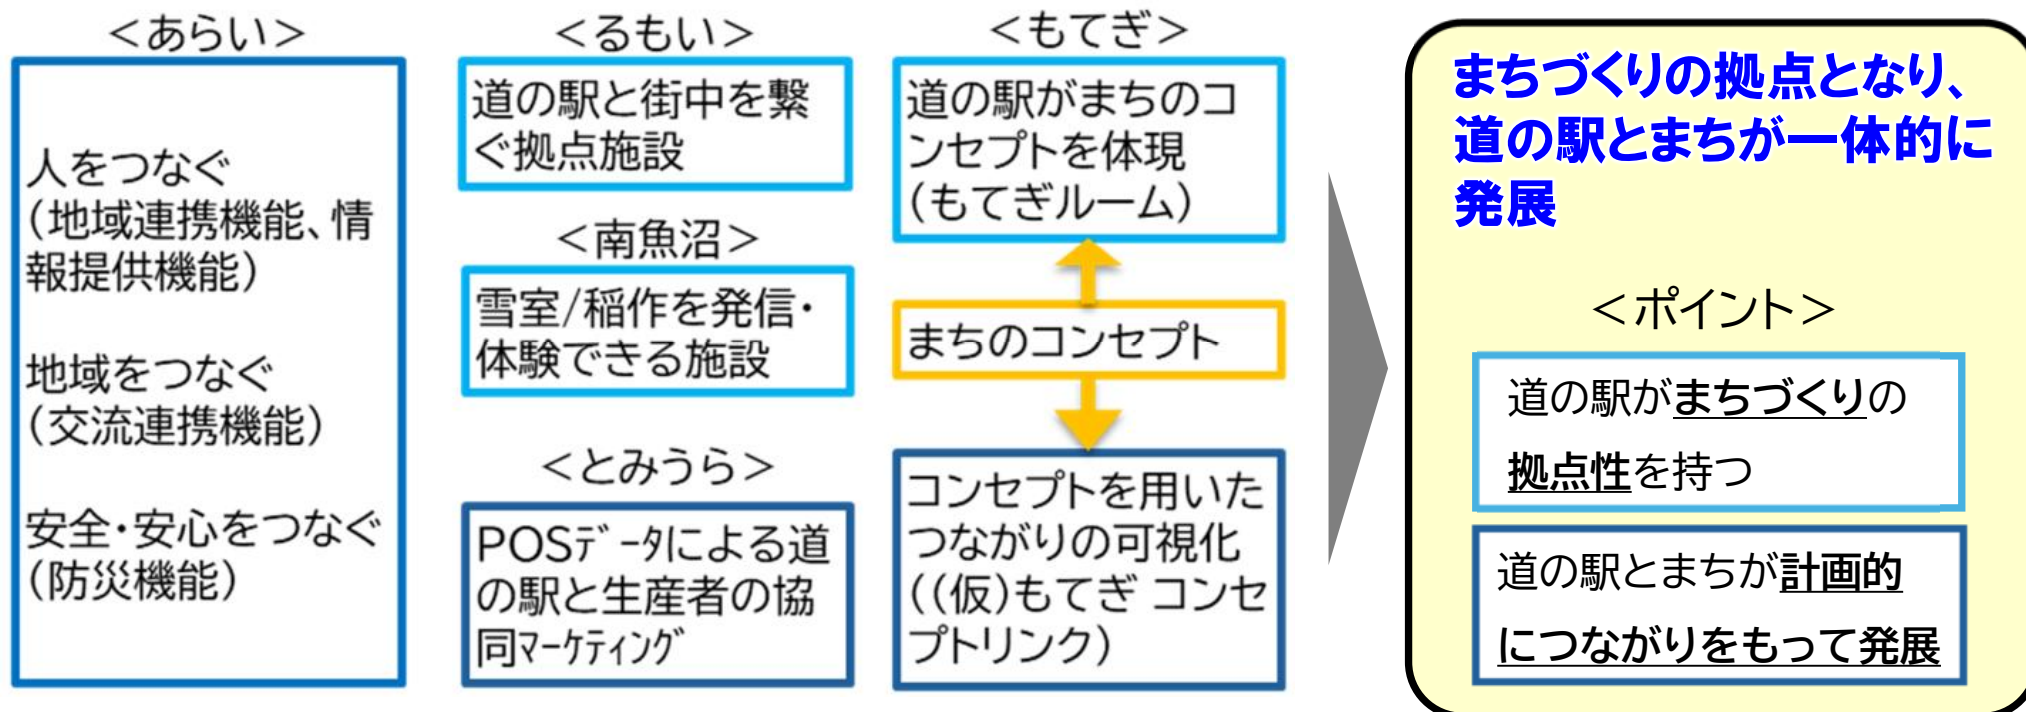 ＜あらい＞
人をつなぐ
（地域連携機能、情
報提供機能）
地域をつなぐ
（交流連携機能）
安全・安心をつなぐ
（防災機能）
＜るもい＞
道の駅と街中を繋
ぐ拠点施設
＜南魚沼＞
雪室/稲作を発信・
体験できる施設
＜とみうら＞
POSﾃﾞｰﾀによる道
の駅と生産者の協
同ﾏｰｹﾃｨﾝｸﾞ
＜もてぎ＞
道の駅がまちのコ
ンセプトを体現
（もてぎルーム）
まちのコンセプト
コンセプトを用いた
つながりの可視化
（（仮）もてぎ コンセ
プトリンク）
まちづくりの拠点となり、
道の駅とまちが一体的に
発展
＜ポイント＞
道の駅がまちづくりの
拠点性を持つ
道の駅とまちが計画的
につながりをもって発展